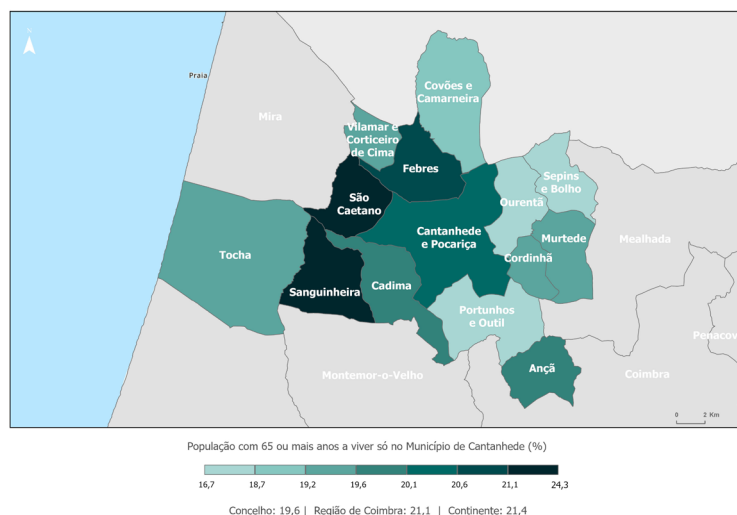 N
Praia
Mira
Covões e
Camarneira
Vilamar e
Corticeiro
de Cima
Febres
São
Caetano
Sepins
e Bolho
Ourentã
Cantanhede
e Pocariça
Murtede
Mealhada
Tocha
Cordinhã
Sanguinheira
Cadima
Portunhos
e Outil
Penacov
Montemor-o-Velho
Ançã
Coimbra
0 2 Km
População com 65 ou mais anos a viver só no Município de Cantanhede (%)
16,7 18,7 19,2 19,6 20,1 20,6 21,1 24,3
Concelho: 19,6 | Região de Coimbra: 21,1 | Continente: 21,4